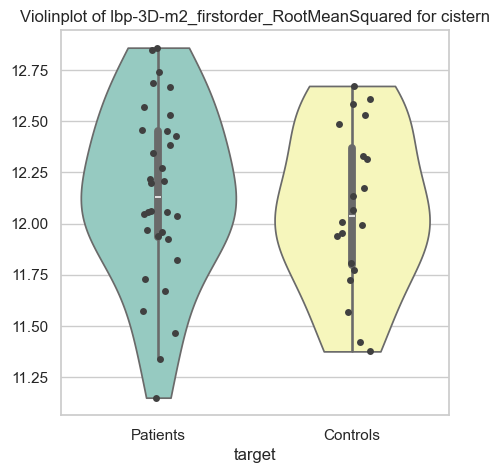 Violinplot of lbp-3D-m2_firstorder_RootMeanSquared for cistern
12.75
12.50
12.25
12.00
11.75
11.50
11.25
Patients Controls
target